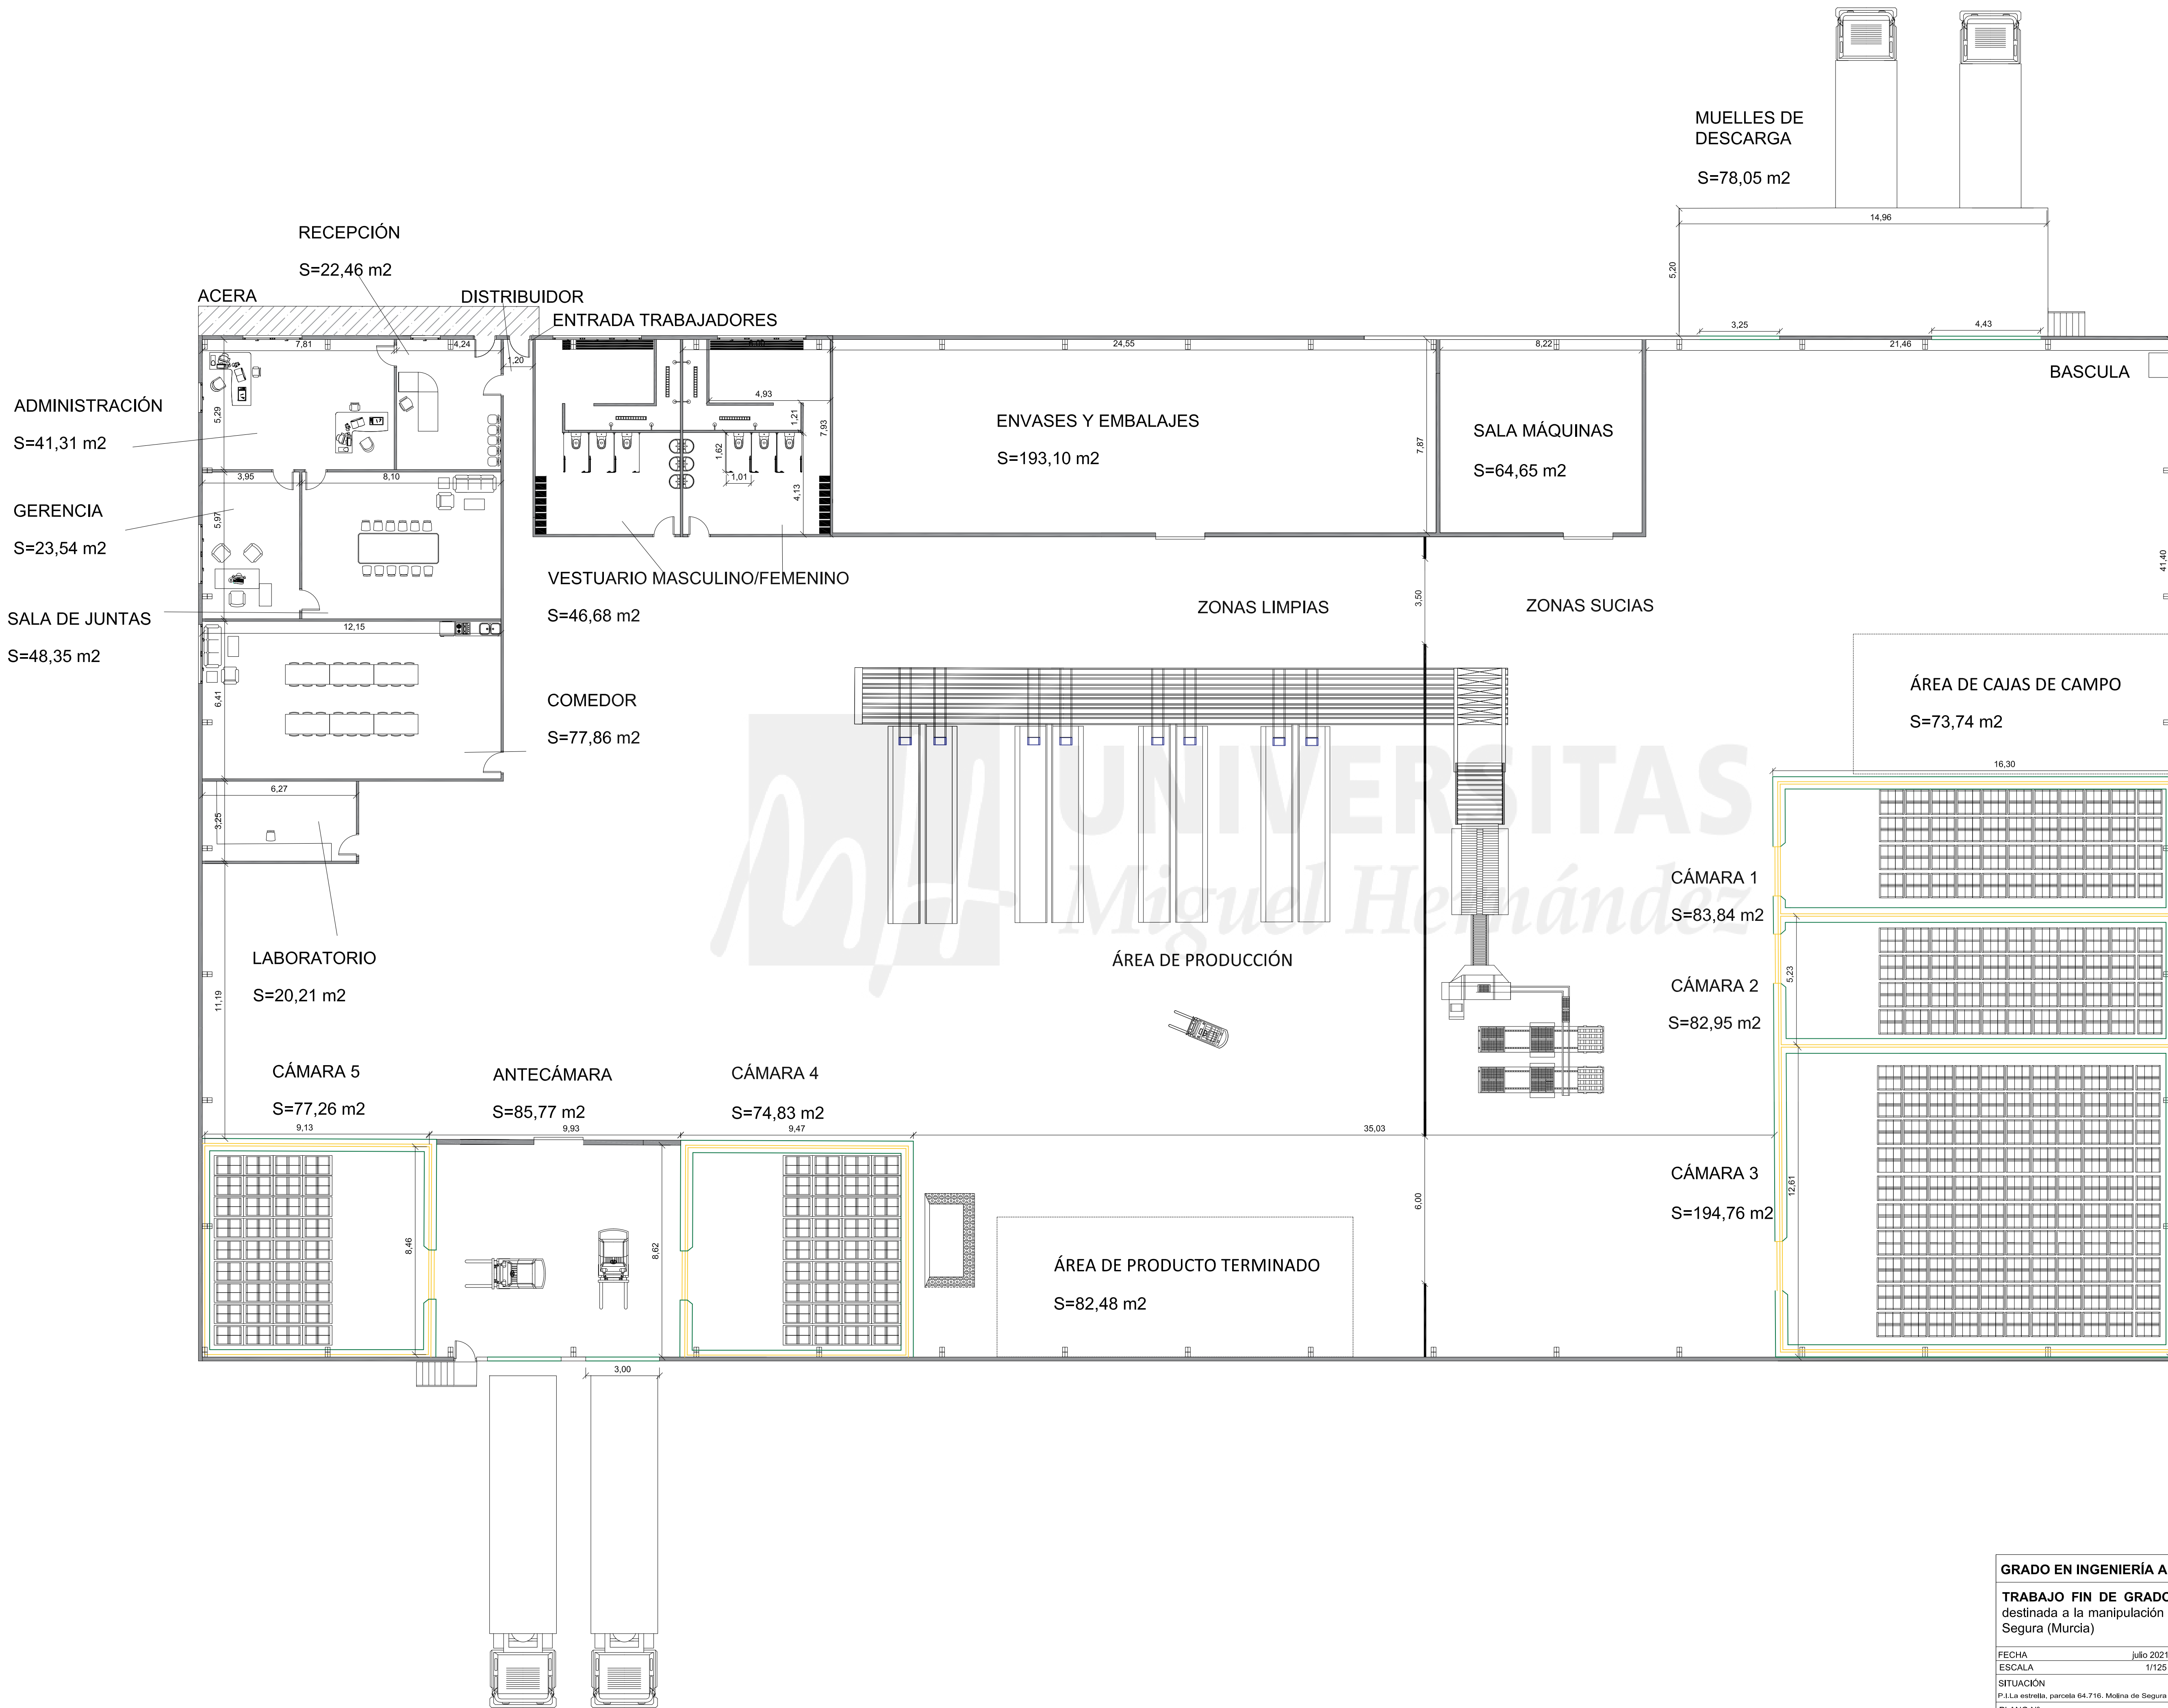 MUELLES DE
DESCARGA
S=78,05 m2
14,96
5,20
RECEPCIÓN
S=22,46 m2
ACERA
DISTRIBUIDOR
ENTRADA TRABAJADORES
3,25
4,43
7,81
4,24
1,20
6,00
24,55
8,22
21,46
BASCULA
ADMINISTRACIÓN
S=41,31 m2
5,29
4,93
1,21
7,93
1,62
1,01
4,13
ENVASES Y EMBALAJES
S=193,10 m2
7,87
SALA MÁQUINAS
S=64,65 m2
3,95
8,10
GERENCIA
S=23,54 m2
5,97
41,40
VESTUARIO MASCULINO/FEMENINO
S=46,68 m2
ZONAS LIMPIAS
3,50
ZONAS SUCIAS
SALA DE JUNTAS
S=48,35 m2
12,15
6,41
COMEDOR
S=77,86 m2
ÁREA DE CAJAS DE CAMPO
S=73,74 m2
16,30
UNIVERSITAS
Miguel Hernández
6,27
3,25
CÁMARA 1
S=83,84 m2
LABORATORIO
S=20,21 m2
11,19
ÁREA DE PRODUCCIÓN
CÁMARA 2
S=82,95 m2
5,23
CÁMARA 5
S=77,26 m2
ANTECÁMARA
S=85,77 m2
CÁMARA 4
S=74,83 m2
9,13
9,93
9,47
35,03
CÁMARA 3
S=194,76 m2
12,61
8,46
8,62
6,00
ÁREA DE PRODUCTO TERMINADO
S=82,48 m2
3,00
GRADO EN INGENIERÍA A
TRABAJO FIN DE GRADO
destinada a la manipulación
Segura (Murcia)
FECHA julio 2021
ESCALA 1/125
SITUACIÓN
P.I.La estrella, parcela 64.716. Molina de Segura